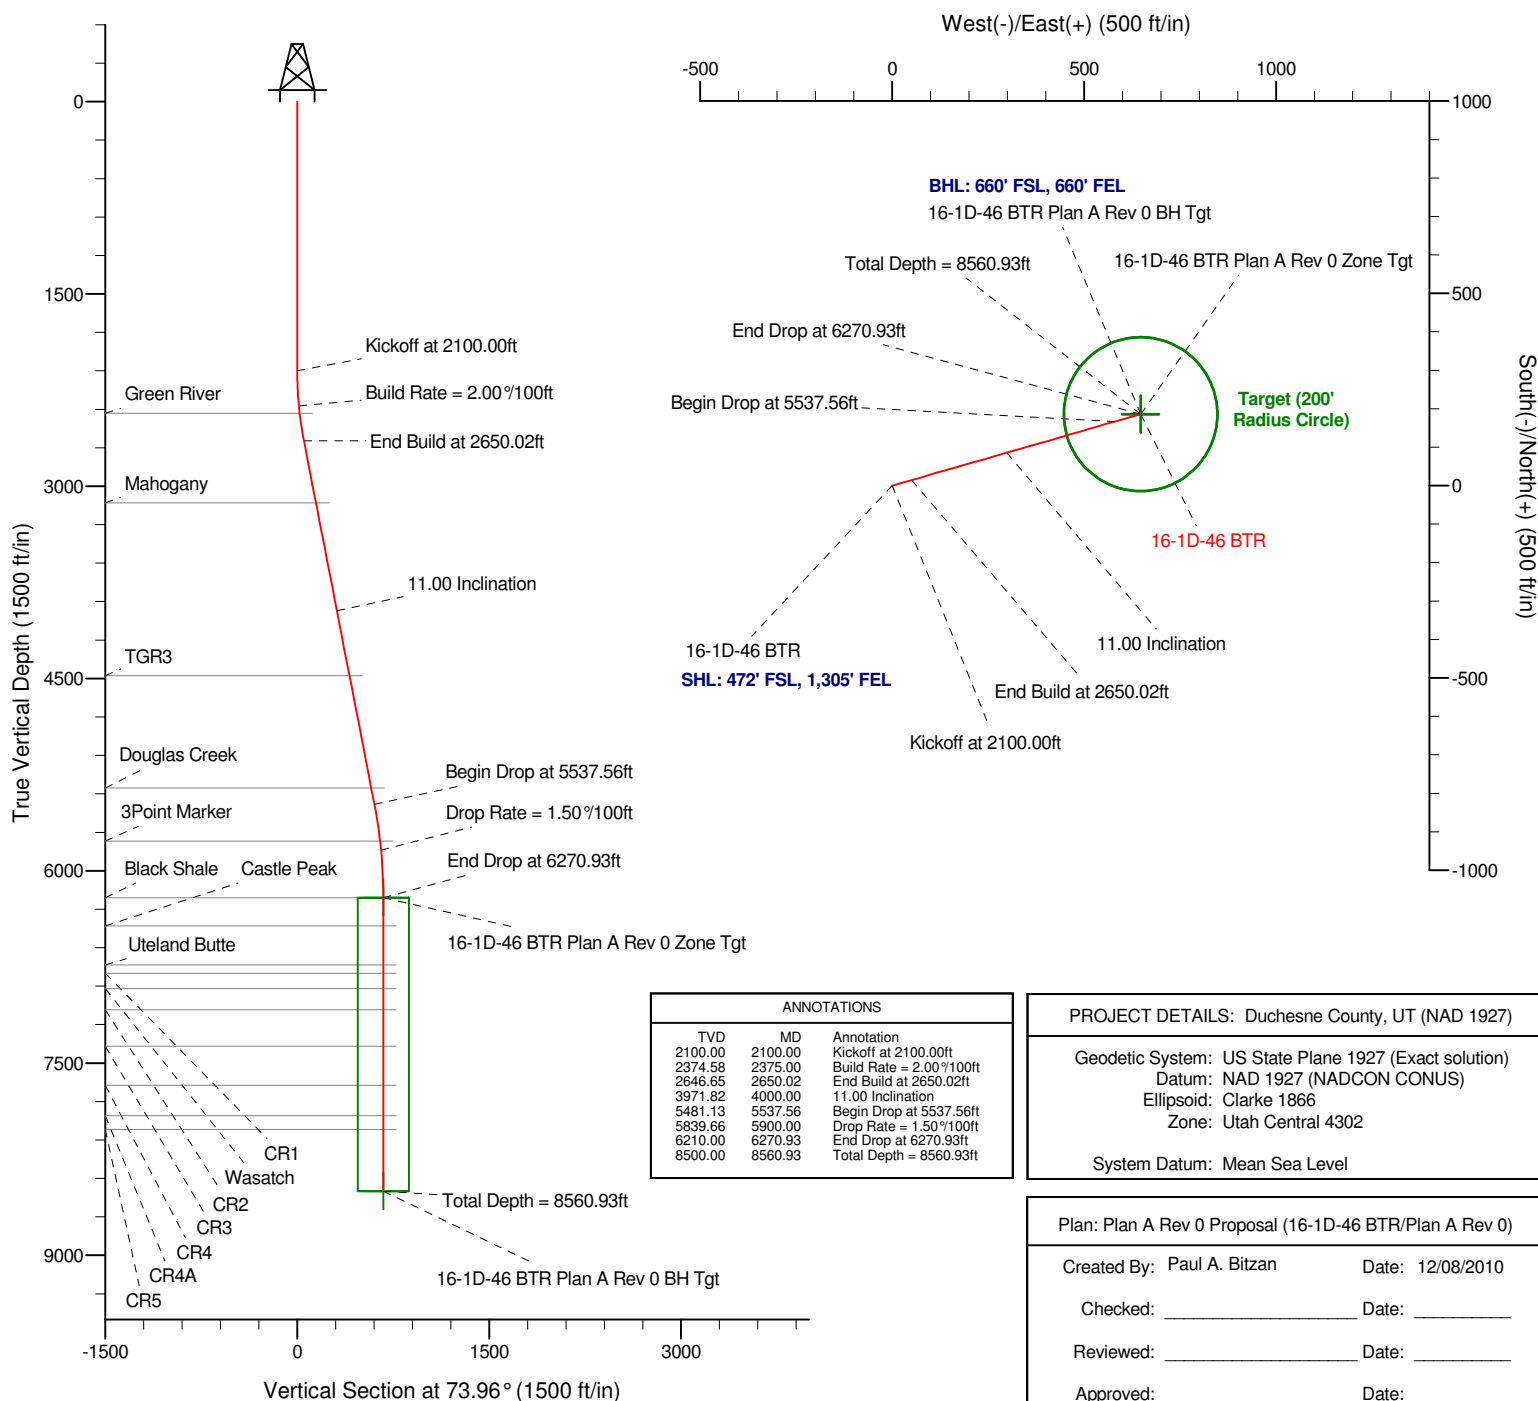 West(-)/East(+) (500 ft/in)
-500 0 500 1000
0
1500
3000
4500
6000
7500
9000
True Vertical Depth (1500 ft/in)
1000
500
0
-500
-1000
South(-)/North(+) (500 ft/in)
BHL: 660' FSL, 660' FEL
16-1D-46 BTR Plan A Rev 0 BH Tgt
Total Depth = 8560.93ft
16-1D-46 BTR Plan A Rev 0 Zone Tgt
End Drop at 6270.93ft
Begin Drop at 5537.56ft
Target (200'
Radius Circle)
16-1D-46 BTR
11.00 Inclination
16-1D-46 BTR
SHL: 472' FSL, 1,305' FEL
End Build at 2650.02ft
Kickoff at 2100.00ft
Kickoff at 2100.00ft
Green River
Build Rate = 2.00°/100ft
End Build at 2650.02ft
Mahogany
11.00 Inclination
TGR3
Douglas Creek
Begin Drop at 5537.56ft
3Point Marker
Drop Rate = 1.50°/100ft
Black Shale
Castle Peak
End Drop at 6270.93ft
Uteland Butte
16-1D-46 BTR Plan A Rev 0 Zone Tgt
CR1
Wasatch
CR2
CR3
CR4
CR4A
CR5
Total Depth = 8560.93ft
16-1D-46 BTR Plan A Rev 0 BH Tgt
-1500 0 1500 3000
Vertical Section at 73.96° (1500 ft/in)
ANNOTATIONS
TVD MD Annotation
2100.00 2100.00 Kickoff at 2100.00ft
2374.58 2375.00 Build Rate = 2.00°/100ft
2646.65 2650.02 End Build at 2650.02ft
3971.82 4000.00 11.00 Inclination
5481.13 5537.56 Begin Drop at 5537.56ft
5839.66 5900.00 Drop Rate = 1.50°/100ft
6210.00 6270.93 End Drop at 6270.93ft
8500.00 8560.93 Total Depth = 8560.93ft
PROJECT DETAILS: Duchesne County, UT (NAD 1927)
Geodetic System: US State Plane 1927 (Exact solution)
Datum: NAD 1927 (NADCON CONUS)
Ellipsoid: Clarke 1866
Zone: Utah Central 4302
System Datum: Mean Sea Level
Plan: Plan A Rev 0 Proposal (16-1D-46 BTR/Plan A Rev 0)
Created By: Paul A. Bitzan Date: 12/08/2010
Checked: ____________________ Date: __________
Reviewed: ____________________ Date: __________
Approved: Date: